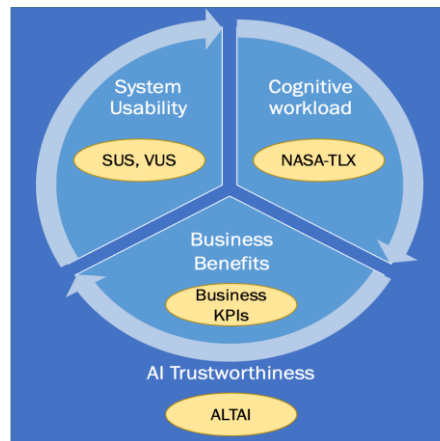 System
Usability
SUS, VUS
Cognitive
workload
NASA-TLX
Business
Benefits
Business
KPIs
AI Trustworthiness
ALTAI